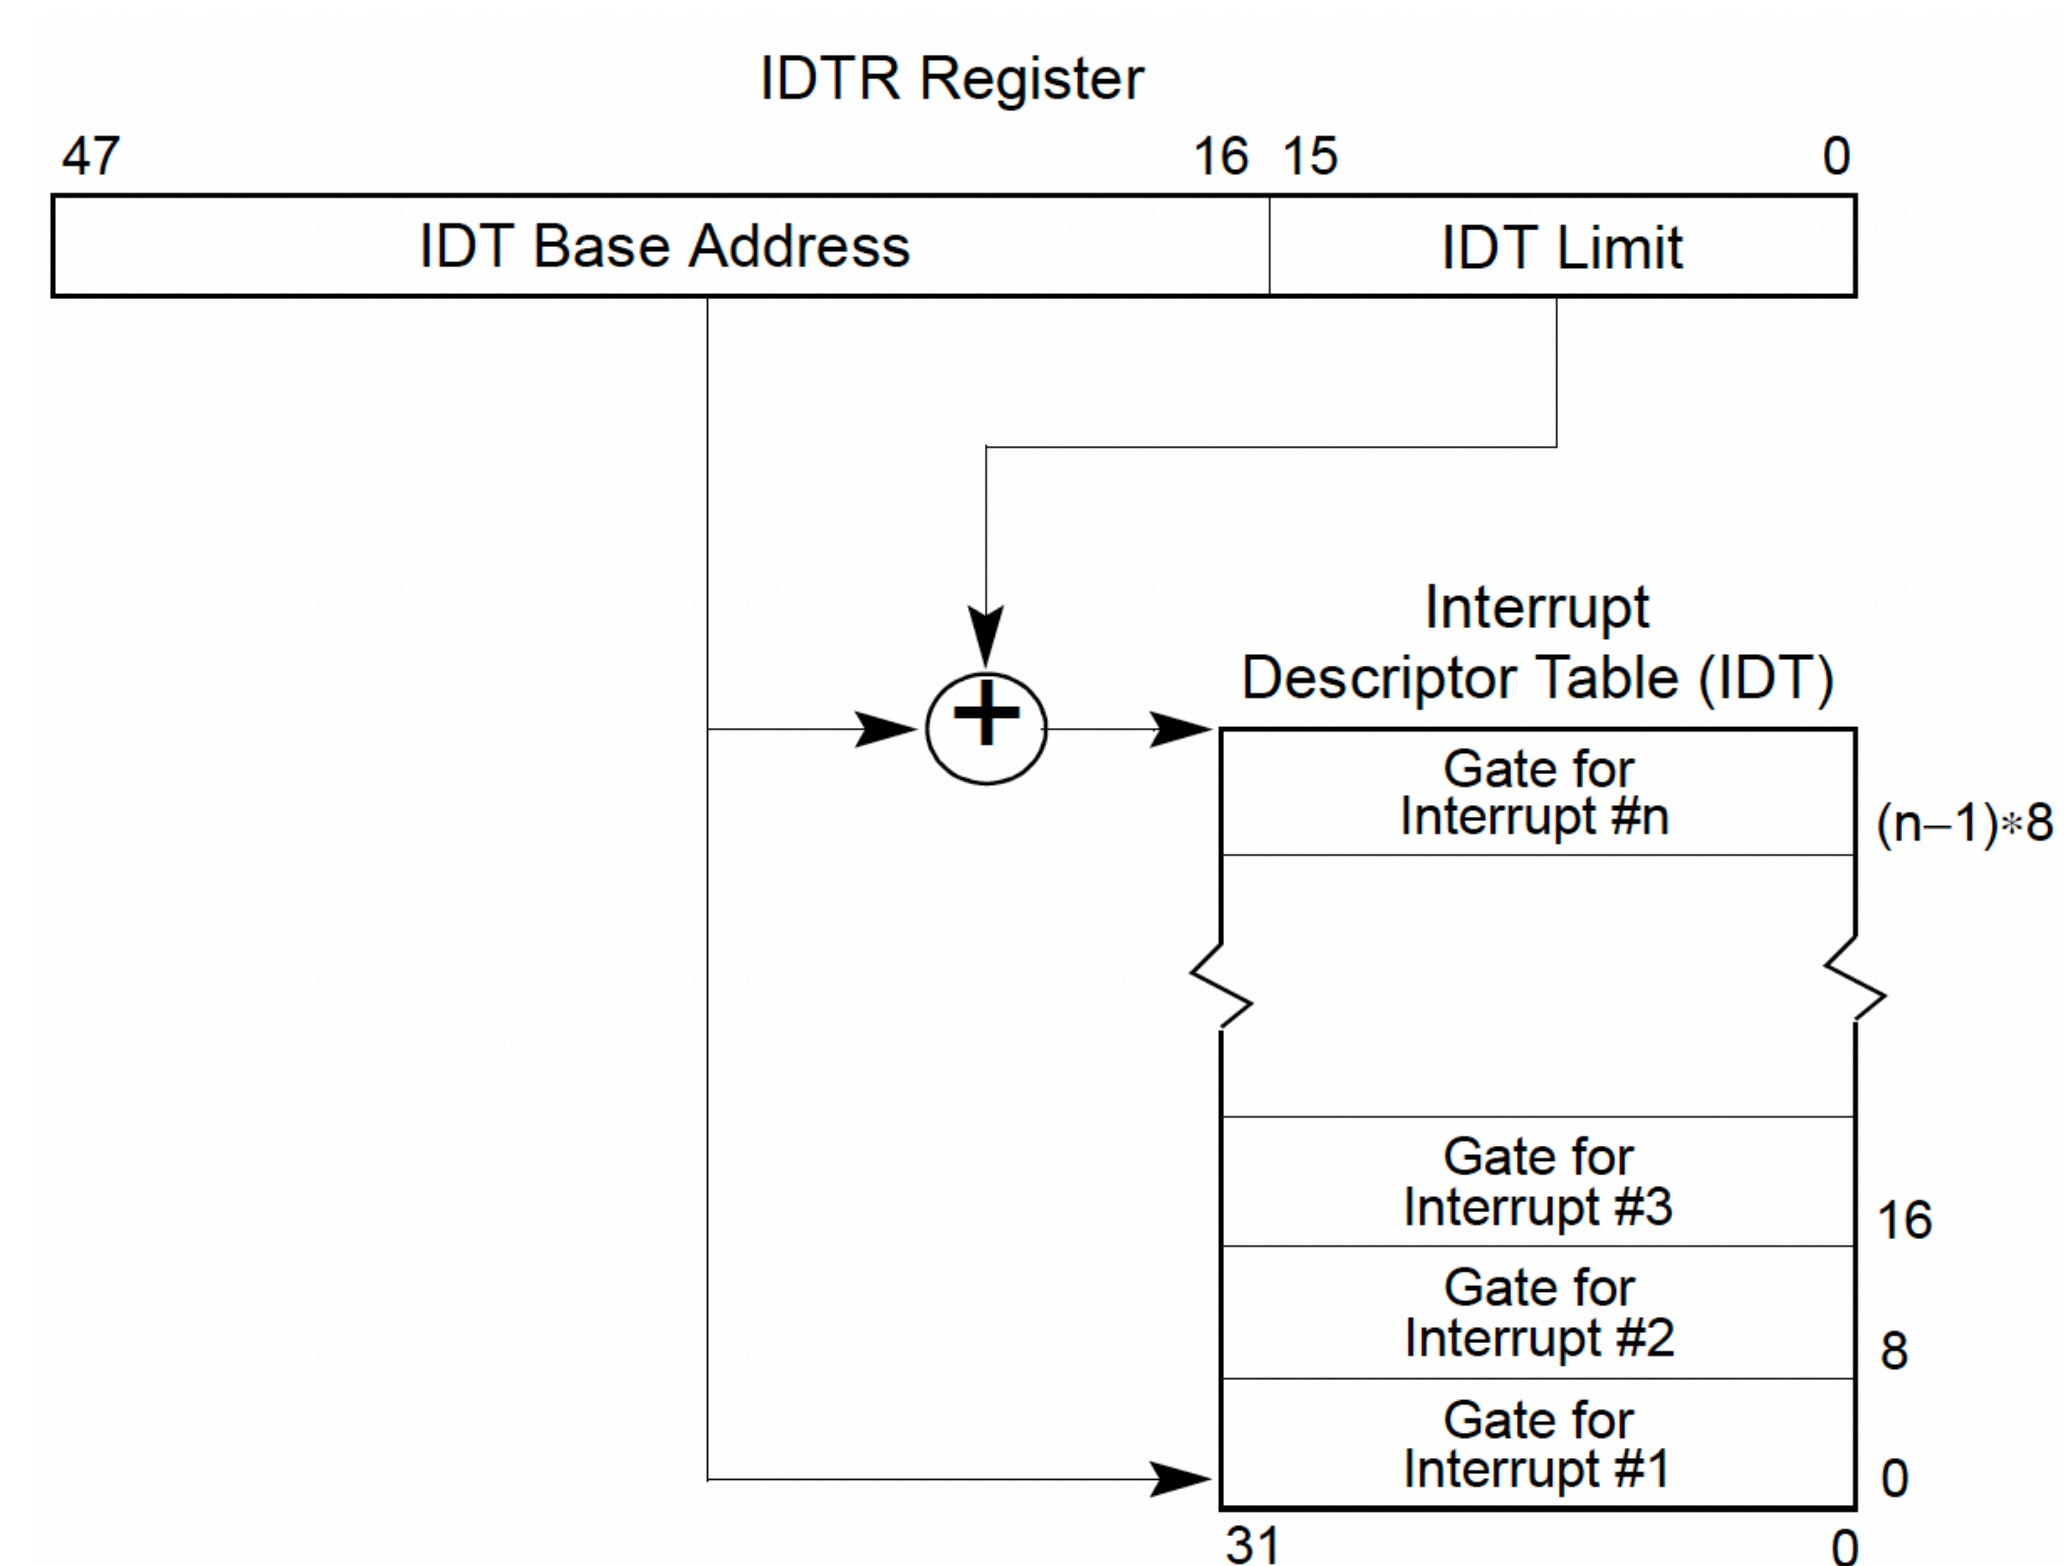 IDTR Register
47 16 15 0
IDT Base Address IDT Limit
Interrupt
Descriptor Table (IDT)
+
Gate for
Interrupt #n
(n−1)∗8
Gate for
Interrupt #3
16
Gate for
Interrupt #2
8
Gate for
Interrupt #1
0
31 0